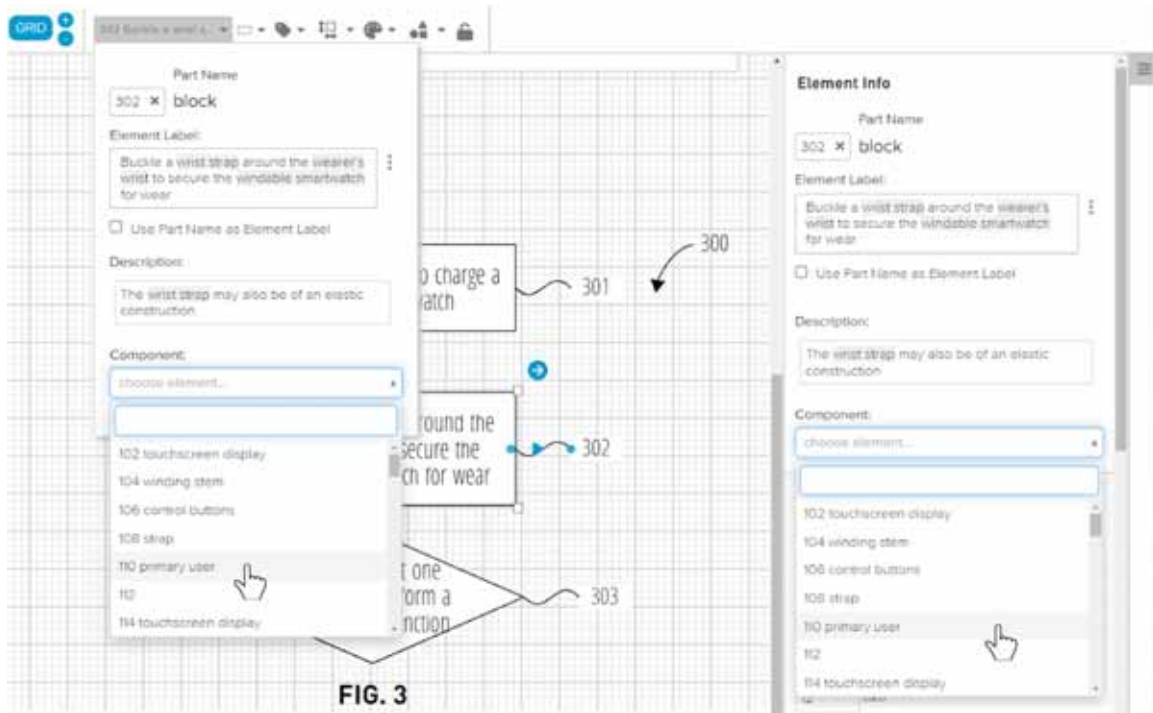 GRID
302 Buckle a wrist s...
Part Name
302 × block
Element Label:
Buckle a wrist strap around the wearer's
wrist to secure the windable smartwatch
for wear
Use Part Name as Element Label
Description:
The wrist strap may also be of an elastic
construction
Component:
choose element...
102 touchscreen display
104 winding stem
106 control buttons
108 strap
110 primary user
112
114 touchscreen display
o charge a
atch
301
300
round the
secure the
ch for wear
302
t one
orm a
nction
303
FIG. 3
Element Info
Part Name
302 × block
Element Label:
Buckle a wrist strap around the wearer's
wrist to secure the windable smartwatch
for wear
Use Part Name as Element Label
Description:
The wrist strap may also be of an elastic
construction
Component:
choose element...
102 touchscreen display
104 winding stem
106 control buttons
108 strap
110 primary user
112
114 touchscreen display